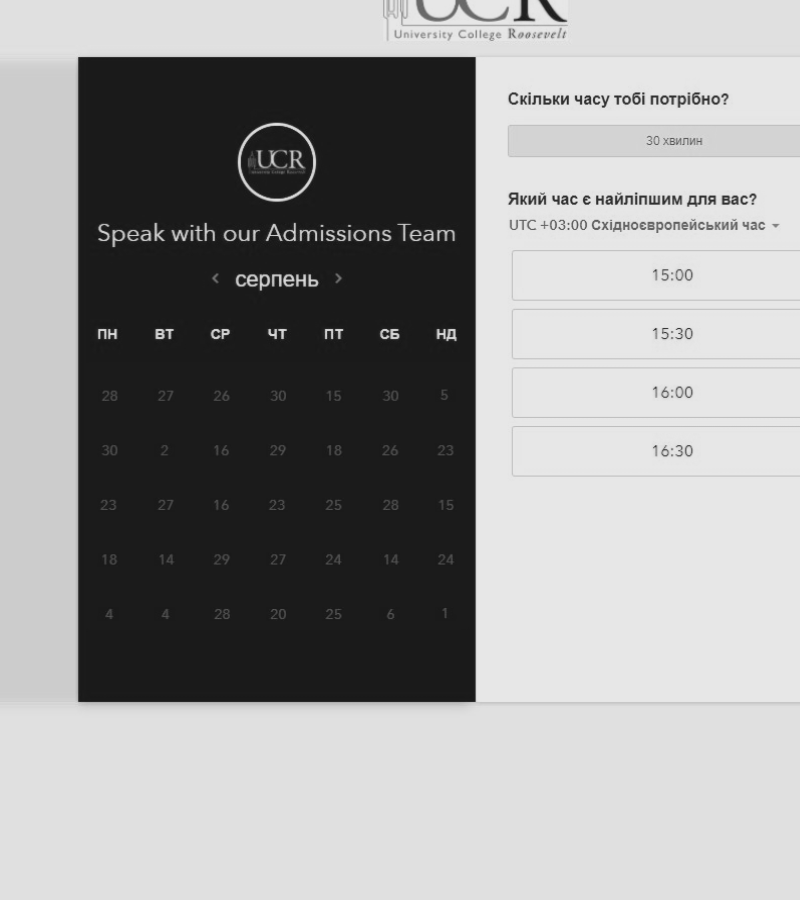 UCR
University College Roosevelt
UCR
Speak with our Admissions Team
серпень
ПН ВТ СР ЧТ ПТ СБ НД
28 27 26 30 15 30 5
30 2 16 29 18 26 23
23 27 16 23 25 28 15
18 14 29 27 24 14 24
4 4 28 20 25 6 1
Скільки часу тобі потрібно?
30 хвилин
Який час є найліпшим для вас?
UTC +03:00 Східноєвропейський час
15:00
15:30
16:00
16:30